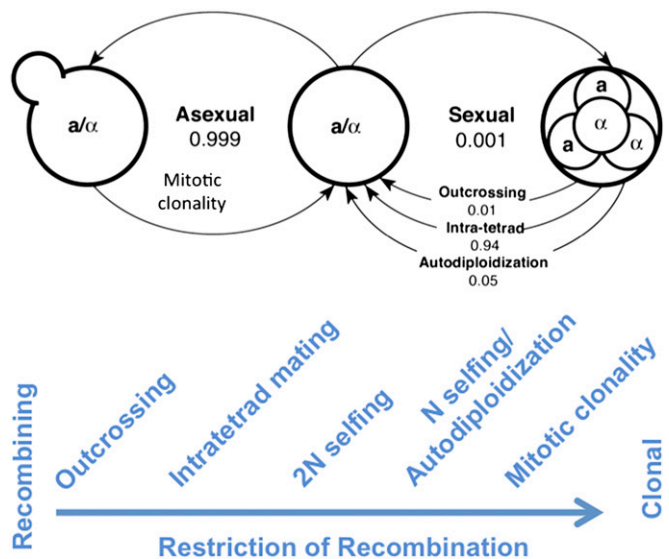 a/α
Asexual
0.999
Mitotic
clonality
a/α
Sexual
0.001
a
α
a
α
Outcrossing
0.01
Intra-tetrad
0.94
Autodiploidization
0.05
Recombining
Outcrossing
Intratetrad mating
2N selfing
N selfing/
Autodiploidization
Mitotic clonality
Clonal
Restriction of Recombination